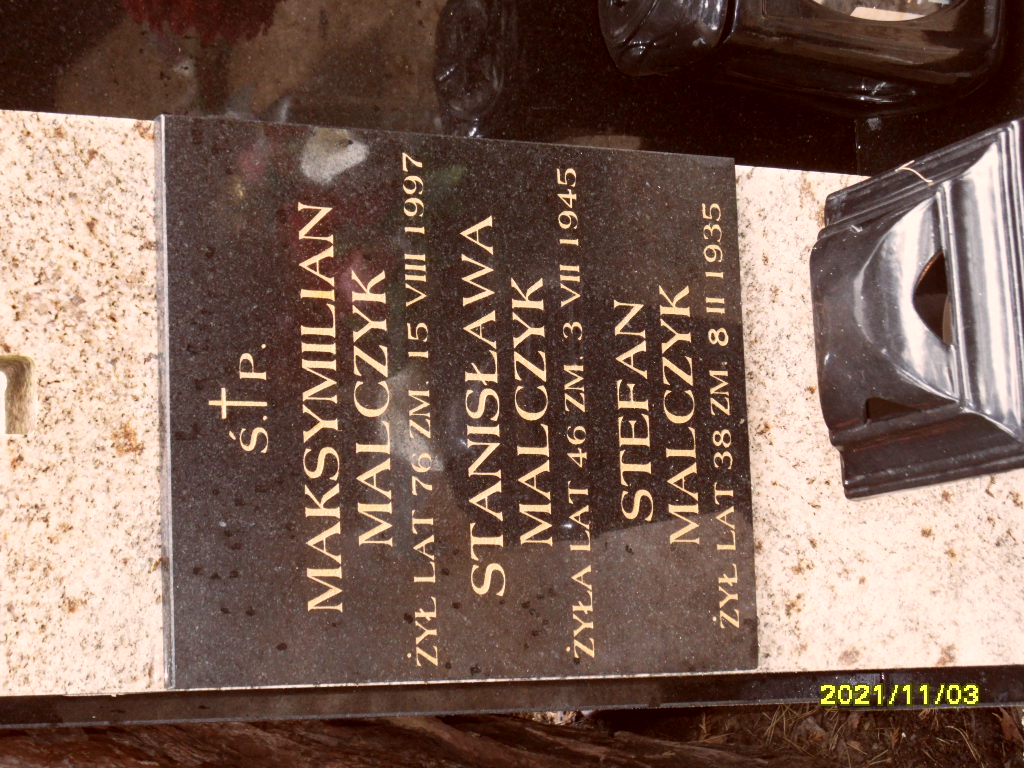 Ś.†P.
MAKSYMILIAN
MALCZYK
ŻYŁ LAT 76 ZM. 15 VIII 1997
STANISŁAWA
MALCZYK
ŻYŁA LAT 46 ZM. 3 VII 1945
STEFAN
MALCZYK
ŻYŁ LAT 38 ZM. 8 II 1935
2021/11/03